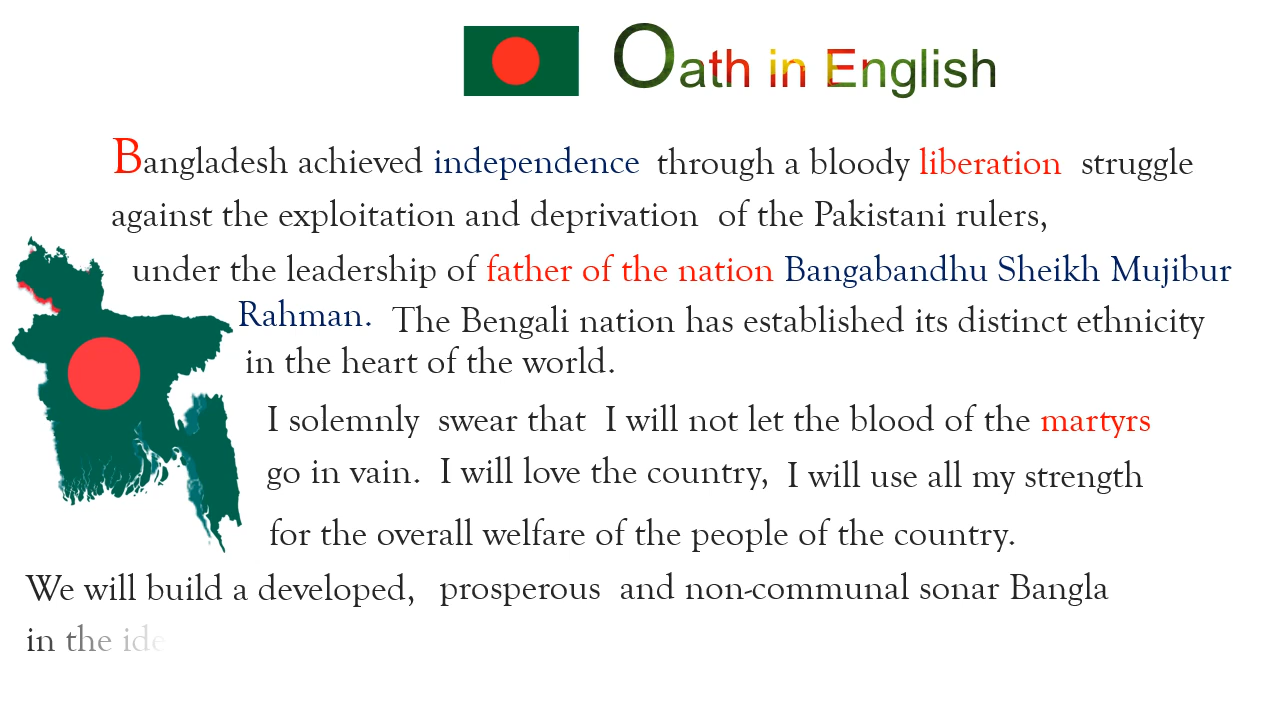 Oath in English
Bangladesh achieved independence through a bloody liberation struggle
against the exploitation and deprivation of the Pakistani rulers,
under the leadership of father of the nation Bangabandhu Sheikh Mujibur
Rahman. The Bengali nation has established its distinct ethnicity
in the heart of the world.
I solemnly swear that I will not let the blood of the martyrs
go in vain. I will love the country, I will use all my strength
for the overall welfare of the people of the country.
We will build a developed, prosperous and non-communal sonar Bangla
in the